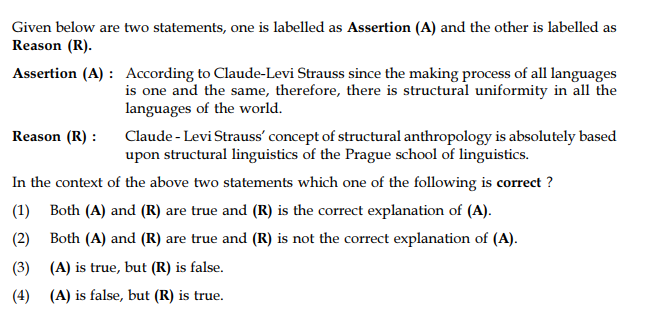 Given below are two statements, one is labelled as Assertion (A) and the other is labelled as
Reason (R).
Assertion (A) : According to Claude-Levi Strauss since the making process of all languages
is one and the same, therefore, there is structural uniformity in all the
languages of the world.
Reason (R) : Claude - Levi Strauss' concept of structural anthropology is absolutely based
upon structural linguistics of the Prague school of linguistics.
In the context of the above two statements which one of the following is correct ?
(1) Both (A) and (R) are true and (R) is the correct explanation of (A).
(2) Both (A) and (R) are true and (R) is not the correct explanation of (A).
(3) (A) is true, but (R) is false.
(4) (A) is false, but (R) is true.